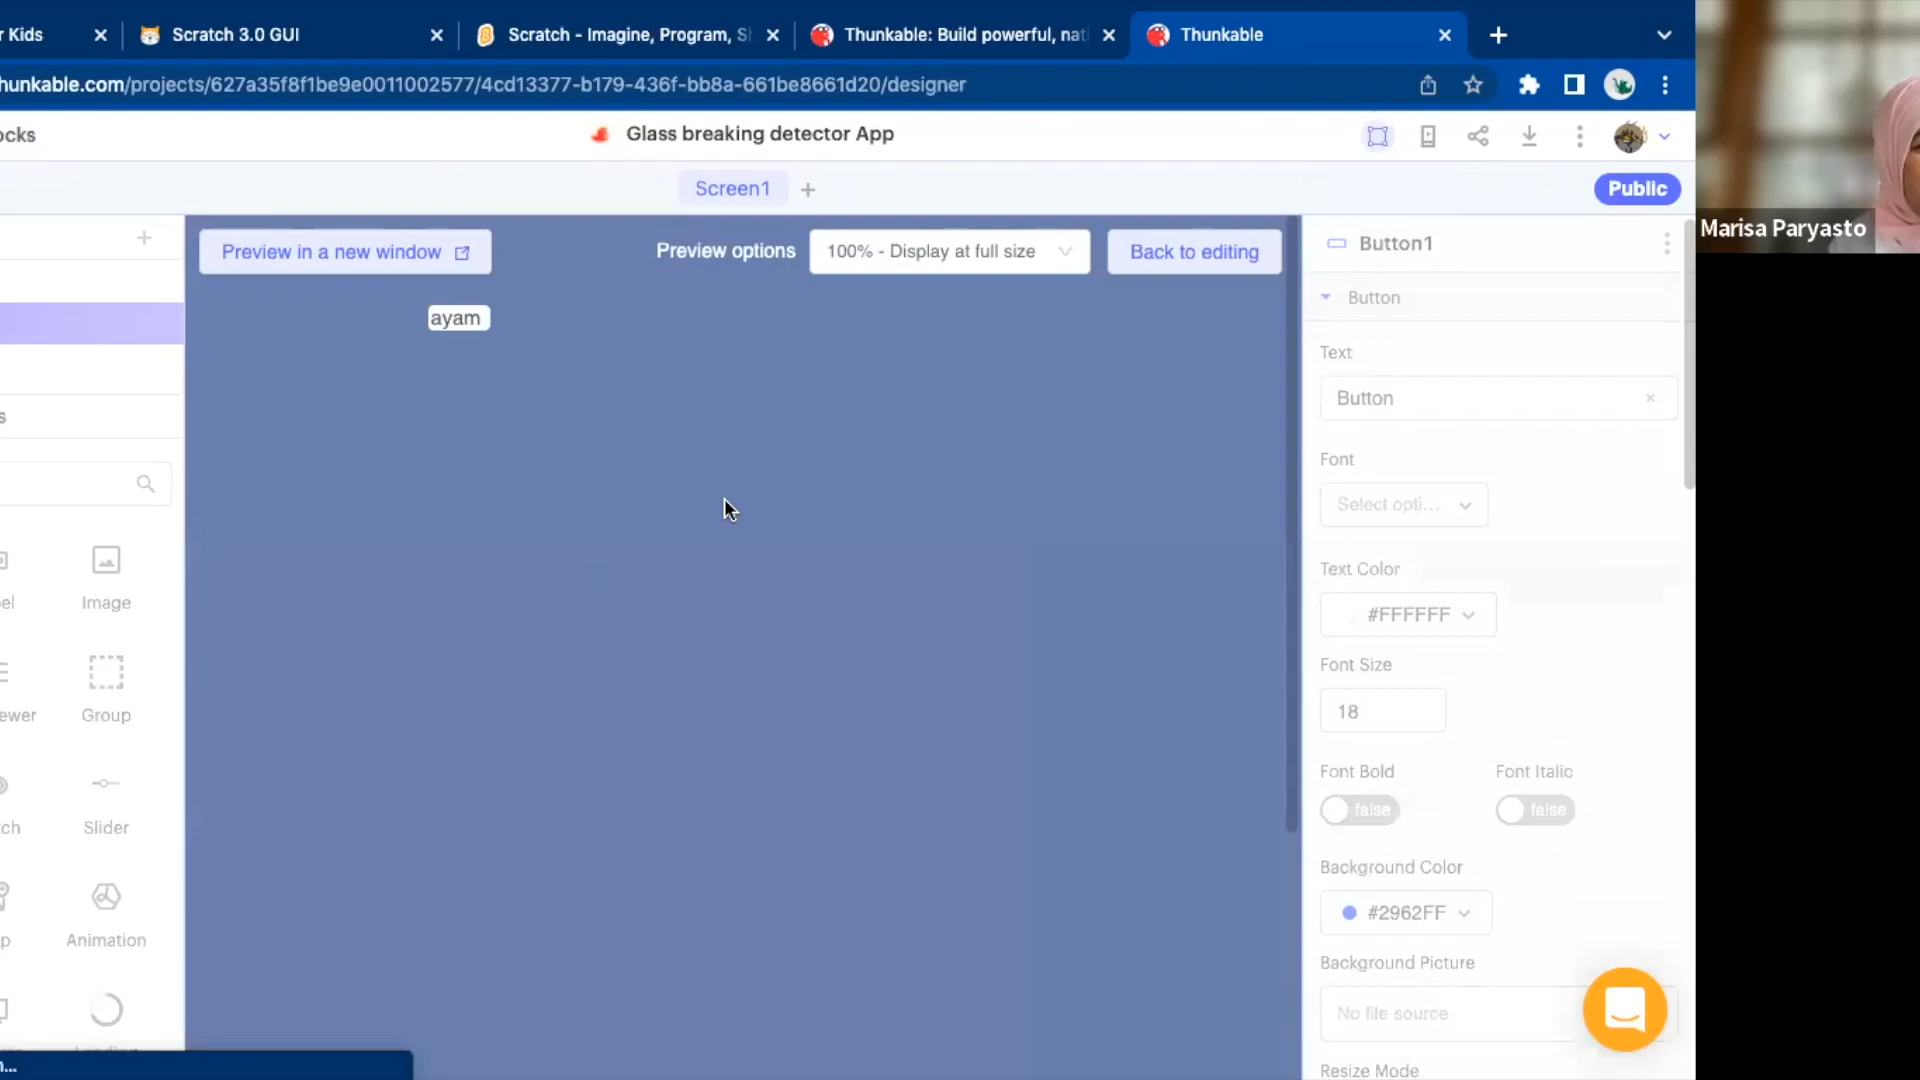 r Kids
Scratch 3.0 GUI
Scratch - Imagine, Program, Sh
Thunkable: Build powerful, nati
Thunkable
hunkable.com/projects/627a35f8f1be9e0011002577/4cd13377-b179-436f-bb8a-661be8661d20/designer
ocks
Glass breaking detector App
Screen1
Public
Preview in a new window
Preview options
100% - Display at full size
Back to editing
ayam
Button1
Button
Text
Button
Font
Select opti...
Text Color
#FFFFFF
Font Size
18
Font Bold
Font Italic
false
false
Background Color
#2962FF
Background Picture
No file source
Resize Mode
s
el
Image
ewer
Group
tch
Slider
p
Animation
n...
Marisa Paryasto